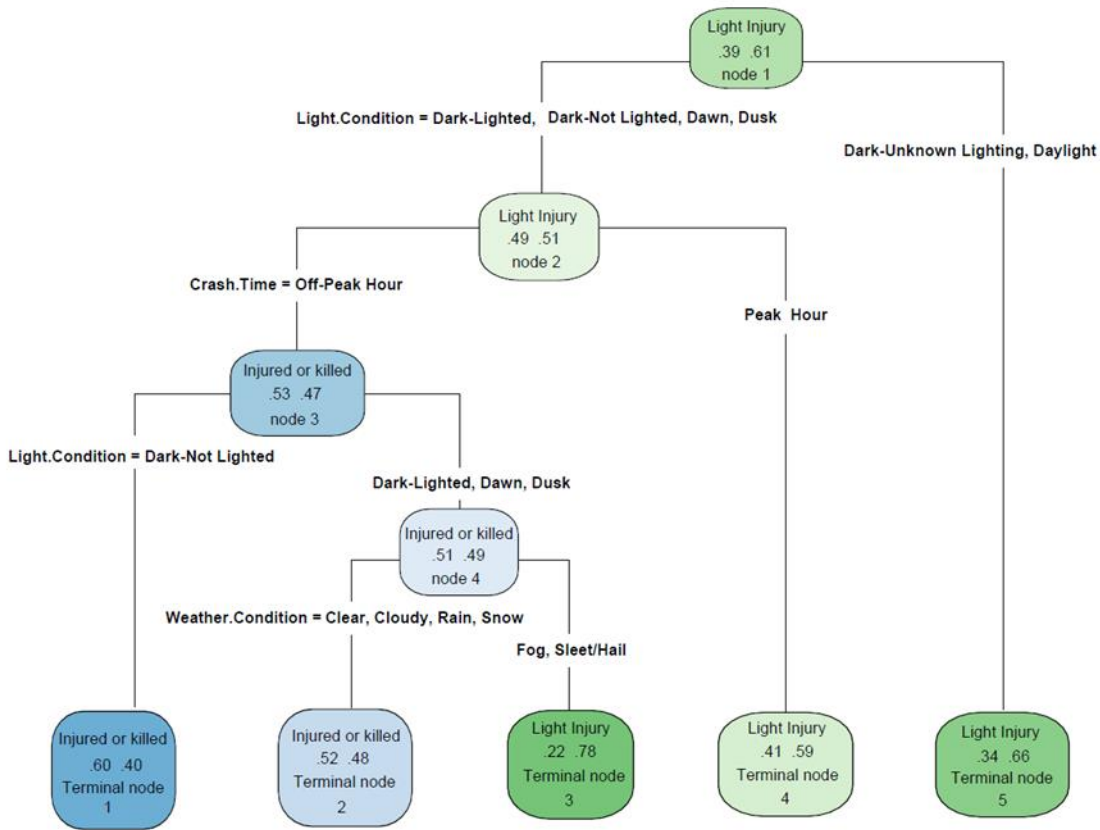 Light Injury
.39 .61
node 1
Light.Condition = Dark-Lighted, Dark-Not Lighted, Dawn, Dusk
Dark-Unknown Lighting, Daylight
Light Injury
.49 .51
node 2
Crash.Time = Off-Peak Hour
Peak Hour
Injured or killed
.53 .47
node 3
Light.Condition = Dark-Not Lighted
Dark-Lighted, Dawn, Dusk
Injured or killed
.51 .49
node 4
Weather.Condition = Clear, Cloudy, Rain, Snow
Fog, Sleet/Hail
Injured or killed
.60 .40
Terminal node
1
Injured or killed
.52 .48
Terminal node
2
Light Injury
.22 .78
Terminal node
3
Light Injury
.41 .59
Terminal node
4
Light Injury
.34 .66
Terminal node
5